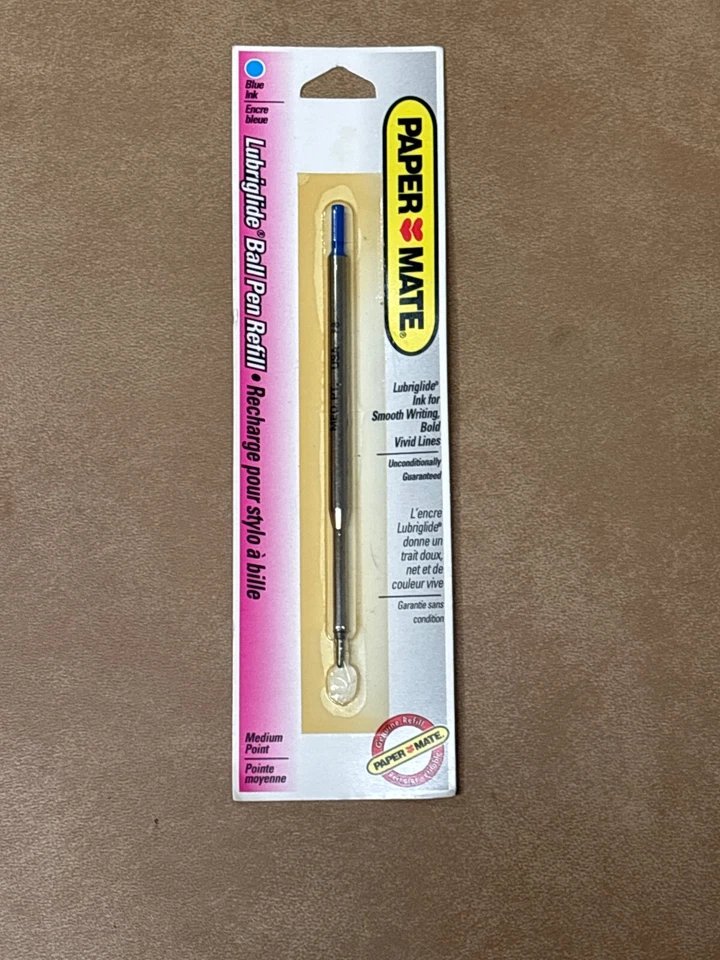 Blue
Ink
Encre
bleue
Lubriglide® Ball Pen Refill • Recharge pour stylo à bille
PAPER MATE®
Lubriglide®
Ink for
Smooth Writing,
Bold
Vivid Lines
Unconditionally
Guaranteed
L'encre
Lubriglide®
donne un
trait doux,
net et de
couleur vive
Garantie sans
condition
Medium
Point
Pointe
moyenne
Genuine Refill
PAPER MATE